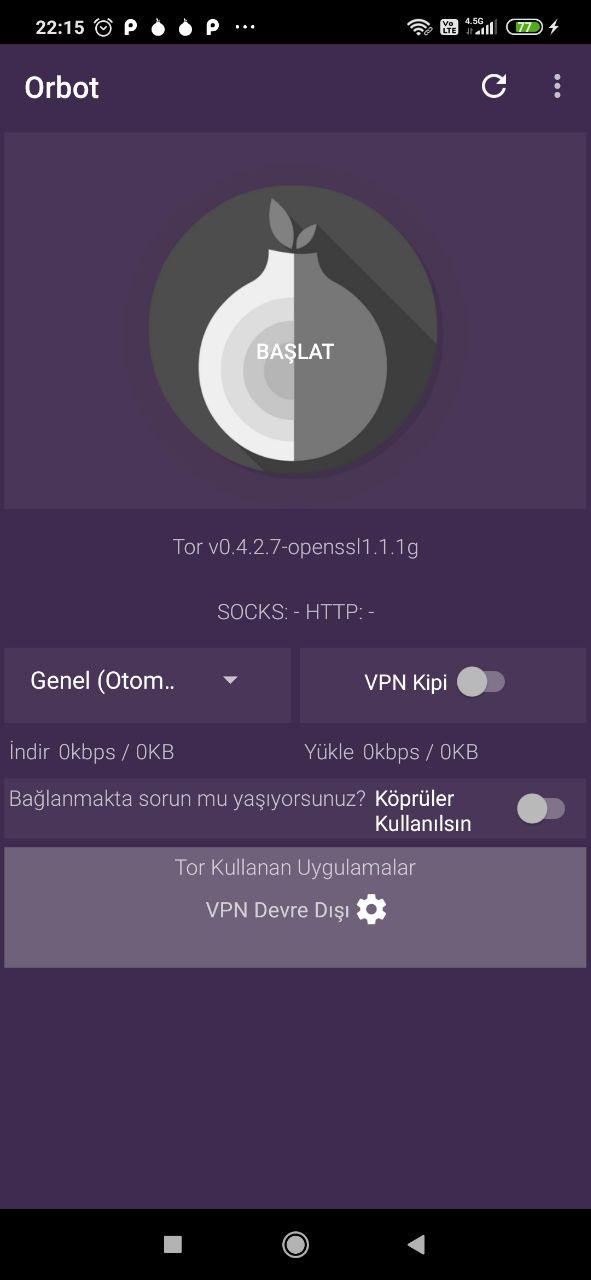 22:15
Vo LTE 4.5G 77
Orbot
BAŞLAT
Tor v0.4.2.7-openssl1.1.1g
SOCKS: - HTTP: -
Genel (Otom..
VPN Kipi
İndir 0kbps / 0KB
Yükle 0kbps / 0KB
Bağlanmakta sorun mu yaşıyorsunuz? Köprüler
Kullanılsın
Tor Kullanan Uygulamalar
VPN Devre Dışı